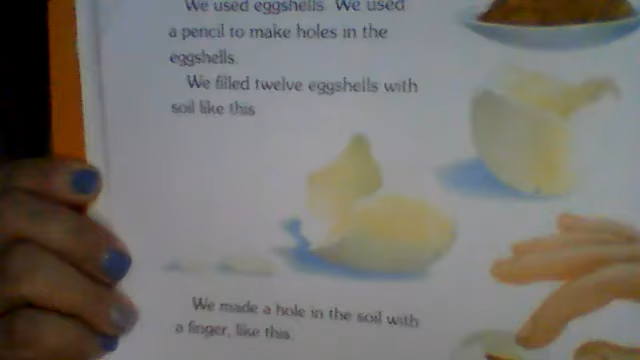 We used eggshells. We used
a pencil to make holes in the
eggshells.
We filled twelve eggshells with
soil like this
We made a hole in the soil with
a finger, like this.